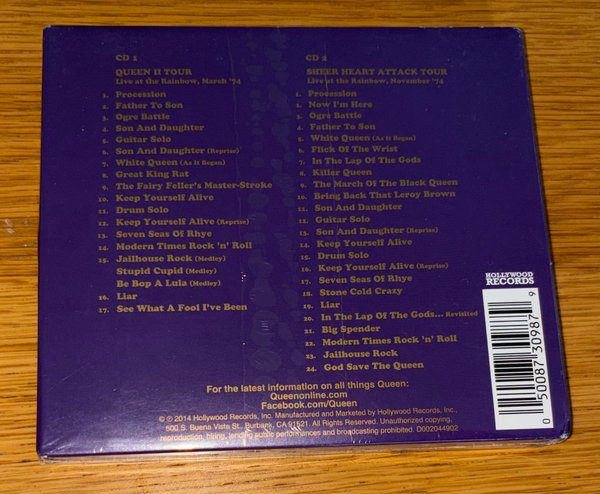 CD 1
QUEEN II TOUR
Live at the Rainbow, March '74
1. Procession
2. Father To Son
3. Ogre Battle
4. Son And Daughter
5. Guitar Solo
6. Son And Daughter (Reprise)
7. White Queen (As It Began)
8. Great King Rat
9. The Fairy Feller's Master-Stroke
10. Keep Yourself Alive
11. Drum Solo
12. Keep Yourself Alive (Reprise)
13. Seven Seas Of Rhye
14. Modern Times Rock 'n' Roll
15. Jailhouse Rock (Medley)
Stupid Cupid (Medley)
Be Bop A Lula (Medley)
16. Liar
17. See What A Fool I've Been
CD 2
SHEER HEART ATTACK TOUR
Live at the Rainbow, November '74
1. Procession
2. Now I'm Here
3. Ogre Battle
4. Father To Son
5. White Queen (As It Began)
6. Flick Of The Wrist
7. In The Lap Of The Gods
8. Killer Queen
9. The March Of The Black Queen
10. Bring Back That Leroy Brown
11. Son And Daughter
12. Guitar Solo
13. Son And Daughter (Reprise)
14. Keep Yourself Alive
15. Drum Solo
16. Keep Yourself Alive (Reprise)
17. Seven Seas Of Rhye
18. Stone Cold Crazy
19. Liar
20. In The Lap Of The Gods... Revisited
21. Big Spender
22. Modern Times Rock 'n' Roll
23. Jailhouse Rock
24. God Save The Queen
For the latest information on all things Queen:
Queenonline.com
Facebook.com/Queen
© ℗ 2014 Hollywood Records, Inc. Manufactured and Marketed by Hollywood Records, Inc.,
500 S. Buena Vista St., Burbank, CA 91521. All Rights Reserved. Unauthorized copying,
reproduction, hiring, lending public performances and broadcasting prohibited. D002044902
HOLLYWOOD
RECORDS
0 50087 30987 9